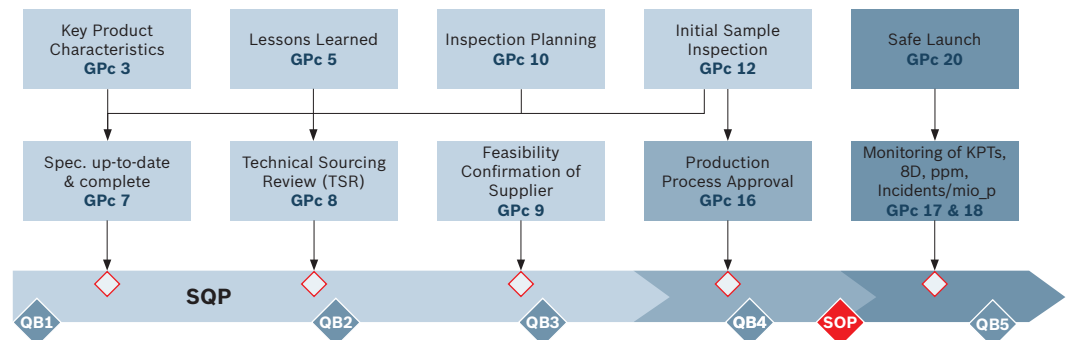 Key Product
Characteristics
GPc 3
Lessons Learned
GPc 5
Inspection Planning
GPc 10
Initial Sample
Inspection
GPc 12
Safe Launch
GPc 20
Spec. up-to-date
& complete
GPc 7
Technical Sourcing
Review (TSR)
GPc 8
Feasibility
Confirmation of
Supplier
GPc 9
Production
Process Approval
GPc 16
Monitoring of KPTs,
8D, ppm,
Incidents/mio_p
GPc 17 & 18
SQP
QB1
QB2
QB3
QB4
SOP
QB5